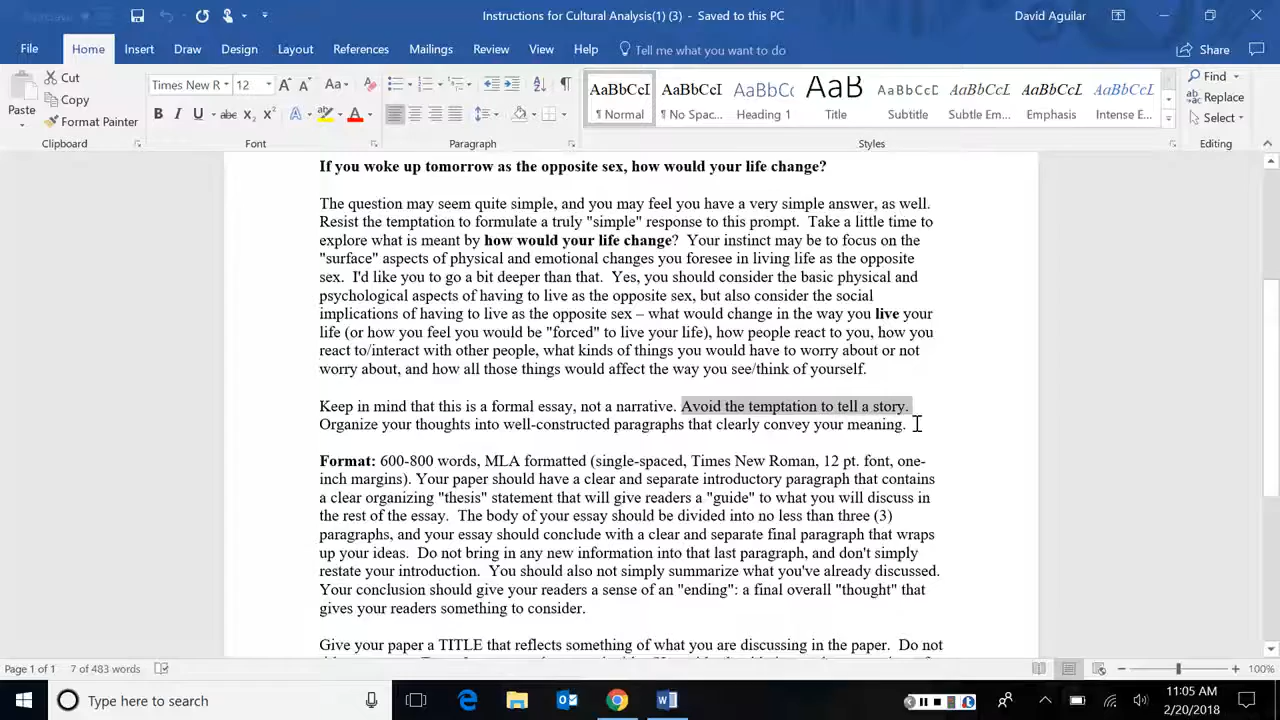 Instructions for Cultural Analysis(1) (3) - Saved to this PC
David Aguilar
File Home Insert Draw Design Layout References Mailings Review View Help Tell me what you want to do Share
Paste
Cut
Copy
Format Painter
Clipboard
Times New R 12
Font
Paragraph
AaBbCcI AaBbCcI AaBbCc AaB AaBbCcD AaBbCcL AaBbCcL AaBbCcL
¶ Normal ¶ No Spac... Heading 1 Title Subtitle Subtle Em... Emphasis Intense E...
Styles
Find
Replace
Select
Editing
If you woke up tomorrow as the opposite sex, how would your life change?
The question may seem quite simple, and you may feel you have a very simple answer, as well.
Resist the temptation to formulate a truly "simple" response to this prompt. Take a little time to
explore what is meant by how would your life change? Your instinct may be to focus on the
"surface" aspects of physical and emotional changes you foresee in living life as the opposite
sex. I'd like you to go a bit deeper than that. Yes, you should consider the basic physical and
psychological aspects of having to live as the opposite sex, but also consider the social
implications of having to live as the opposite sex – what would change in the way you live your
life (or how you feel you would be "forced" to live your life), how people react to you, how you
react to/interact with other people, what kinds of things you would have to worry about or not
worry about, and how all those things would affect the way you see/think of yourself.
Keep in mind that this is a formal essay, not a narrative. Avoid the temptation to tell a story.
Organize your thoughts into well-constructed paragraphs that clearly convey your meaning.
Format: 600-800 words, MLA formatted (single-spaced, Times New Roman, 12 pt. font, one-
inch margins). Your paper should have a clear and separate introductory paragraph that contains
a clear organizing "thesis" statement that will give readers a "guide" to what you will discuss in
the rest of the essay. The body of your essay should be divided into no less than three (3)
paragraphs, and your essay should conclude with a clear and separate final paragraph that wraps
up your ideas. Do not bring in any new information into that last paragraph, and don't simply
restate your introduction. You should also not simply summarize what you've already discussed.
Your conclusion should give your readers a sense of an "ending": a final overall "thought" that
gives your readers something to consider.
Give your paper a TITLE that reflects something of what you are discussing in the paper. Do not
Page 1 of 1 7 of 483 words 100%
Type here to search
11:05 AM
2/20/2018